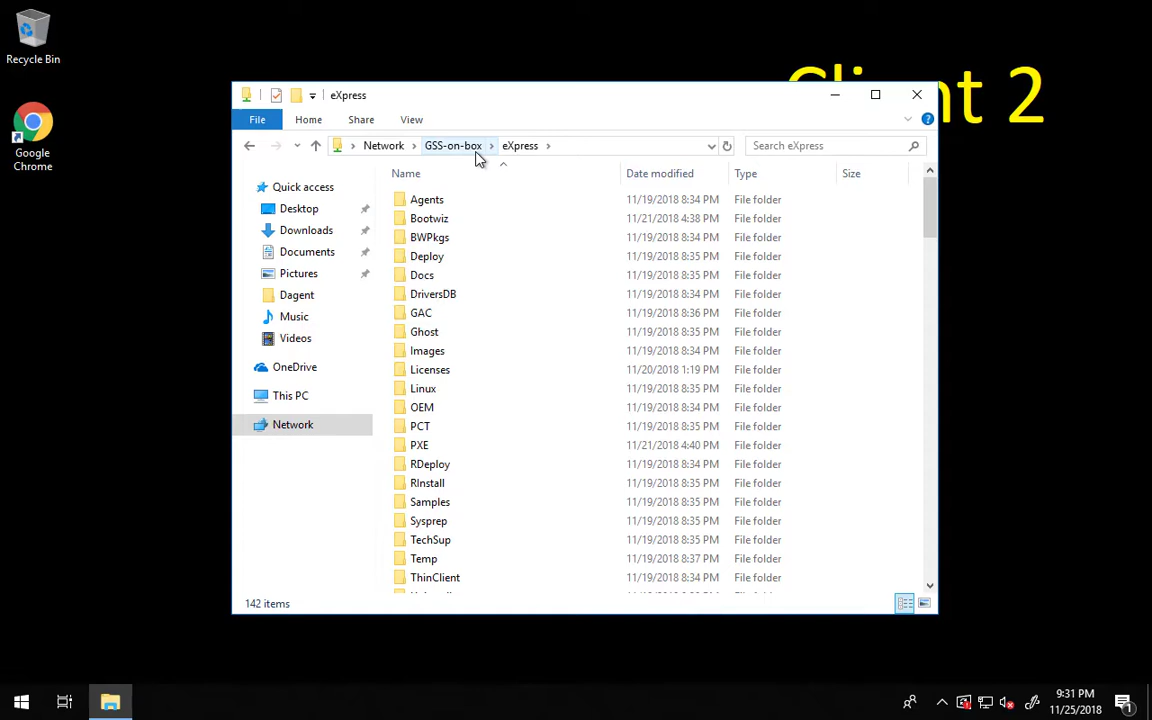 Recycle Bin
Google
Chrome
Client 2
eXpress
File Home Share View
Network GSS-on-box eXpress
Search eXpress
Name Date modified Type Size
Quick access
Desktop
Downloads
Documents
Pictures
Dagent
Music
Videos
OneDrive
This PC
Network
Agents 11/19/2018 8:34 PM File folder
Bootwiz 11/21/2018 4:38 PM File folder
BWPkgs 11/19/2018 8:34 PM File folder
Deploy 11/19/2018 8:35 PM File folder
Docs 11/19/2018 8:35 PM File folder
DriversDB 11/19/2018 8:34 PM File folder
GAC 11/19/2018 8:36 PM File folder
Ghost 11/19/2018 8:35 PM File folder
Images 11/19/2018 8:34 PM File folder
Licenses 11/20/2018 1:19 PM File folder
Linux 11/19/2018 8:35 PM File folder
OEM 11/19/2018 8:34 PM File folder
PCT 11/19/2018 8:35 PM File folder
PXE 11/21/2018 4:40 PM File folder
RDeploy 11/19/2018 8:34 PM File folder
RInstall 11/19/2018 8:35 PM File folder
Samples 11/19/2018 8:35 PM File folder
Sysprep 11/19/2018 8:35 PM File folder
TechSup 11/19/2018 8:35 PM File folder
Temp 11/19/2018 8:37 PM File folder
ThinClient 11/19/2018 8:34 PM File folder
142 items
9:31 PM
11/25/2018
1